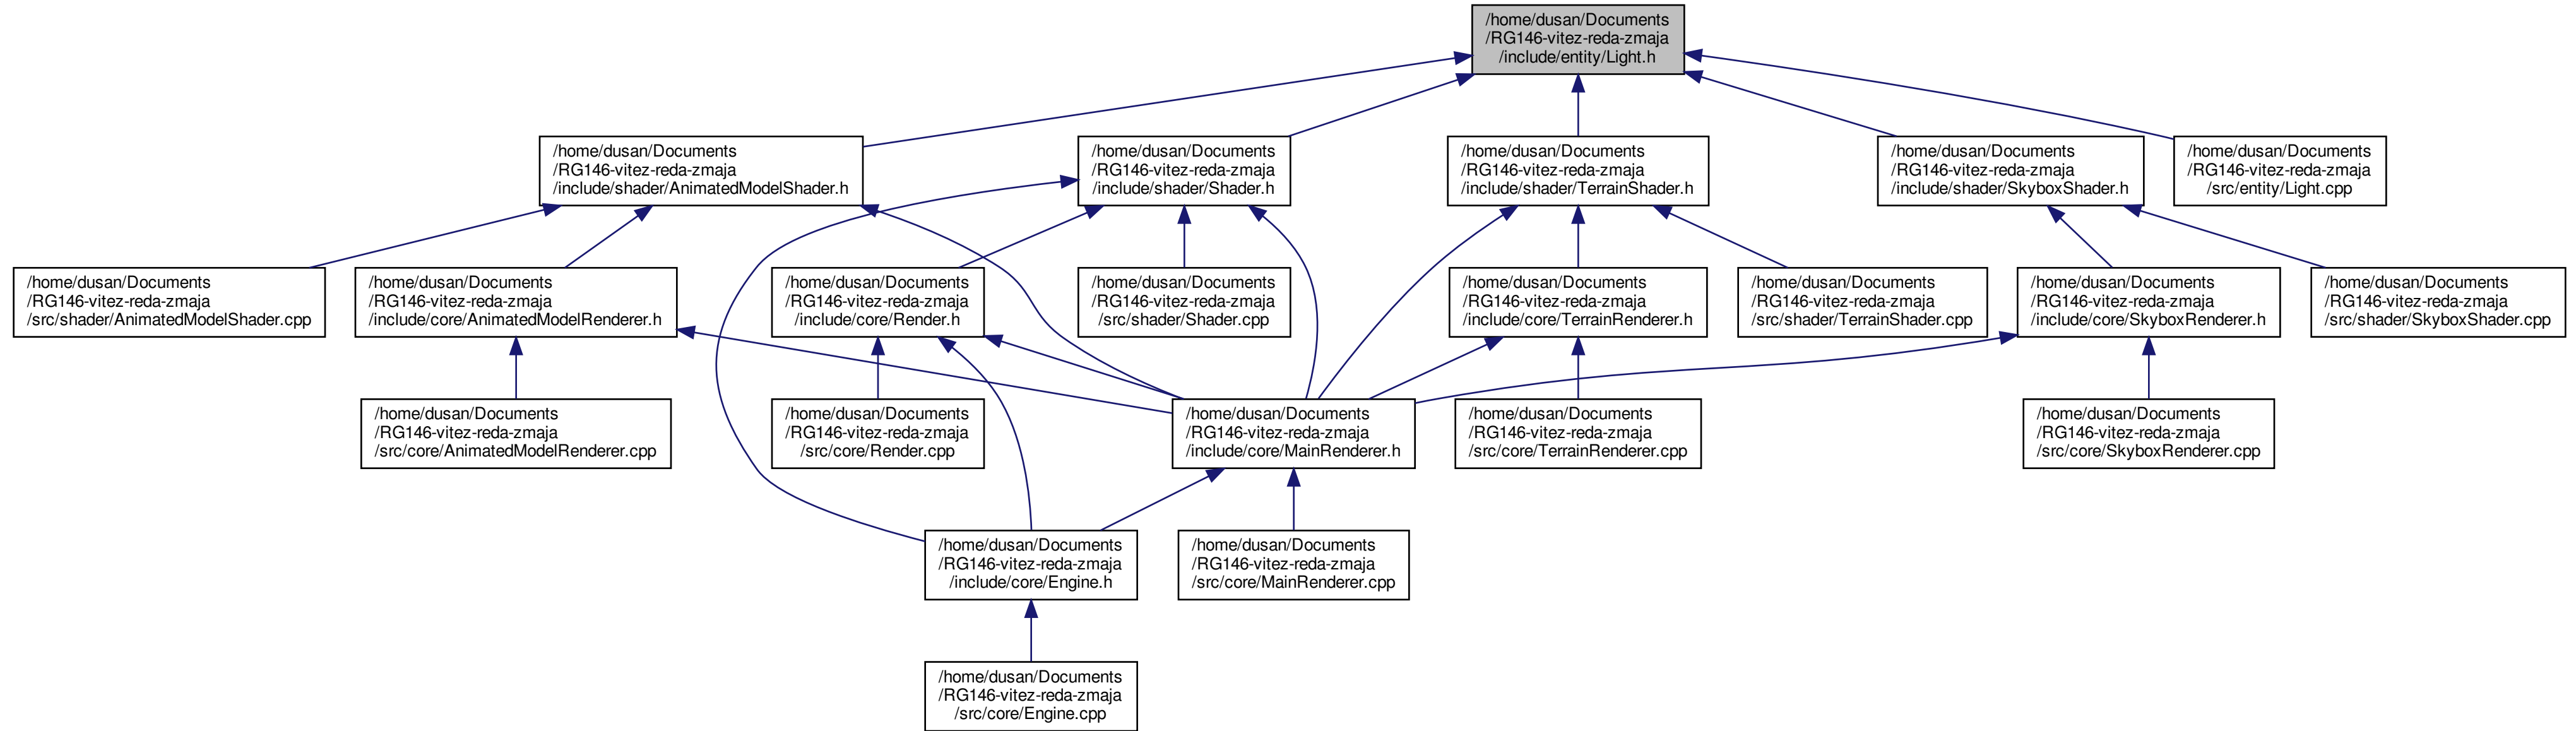 /home/dusan/Documents
/RG146-vitez-reda-zmaja
/include/entity/Light.h
/home/dusan/Documents
/RG146-vitez-reda-zmaja
/include/shader/AnimatedModelShader.h
/home/dusan/Documents
/RG146-vitez-reda-zmaja
/include/shader/Shader.h
/home/dusan/Documents
/RG146-vitez-reda-zmaja
/include/shader/TerrainShader.h
/home/dusan/Documents
/RG146-vitez-reda-zmaja
/include/shader/SkyboxShader.h
/home/dusan/Documents
/RG146-vitez-reda-zmaja
/src/entity/Light.cpp
/home/dusan/Documents
/RG146-vitez-reda-zmaja
/src/shader/AnimatedModelShader.cpp
/home/dusan/Documents
/RG146-vitez-reda-zmaja
/include/core/AnimatedModelRenderer.h
/home/dusan/Documents
/RG146-vitez-reda-zmaja
/include/core/Render.h
/home/dusan/Documents
/RG146-vitez-reda-zmaja
/src/shader/Shader.cpp
/home/dusan/Documents
/RG146-vitez-reda-zmaja
/include/core/TerrainRenderer.h
/home/dusan/Documents
/RG146-vitez-reda-zmaja
/src/shader/TerrainShader.cpp
/home/dusan/Documents
/RG146-vitez-reda-zmaja
/include/core/SkyboxRenderer.h
/home/dusan/Documents
/RG146-vitez-reda-zmaja
/src/shader/SkyboxShader.cpp
/home/dusan/Documents
/RG146-vitez-reda-zmaja
/src/core/AnimatedModelRenderer.cpp
/home/dusan/Documents
/RG146-vitez-reda-zmaja
/src/core/Render.cpp
/home/dusan/Documents
/RG146-vitez-reda-zmaja
/include/core/MainRenderer.h
/home/dusan/Documents
/RG146-vitez-reda-zmaja
/src/core/TerrainRenderer.cpp
/home/dusan/Documents
/RG146-vitez-reda-zmaja
/src/core/SkyboxRenderer.cpp
/home/dusan/Documents
/RG146-vitez-reda-zmaja
/include/core/Engine.h
/home/dusan/Documents
/RG146-vitez-reda-zmaja
/src/core/MainRenderer.cpp
/home/dusan/Documents
/RG146-vitez-reda-zmaja
/src/core/Engine.cpp